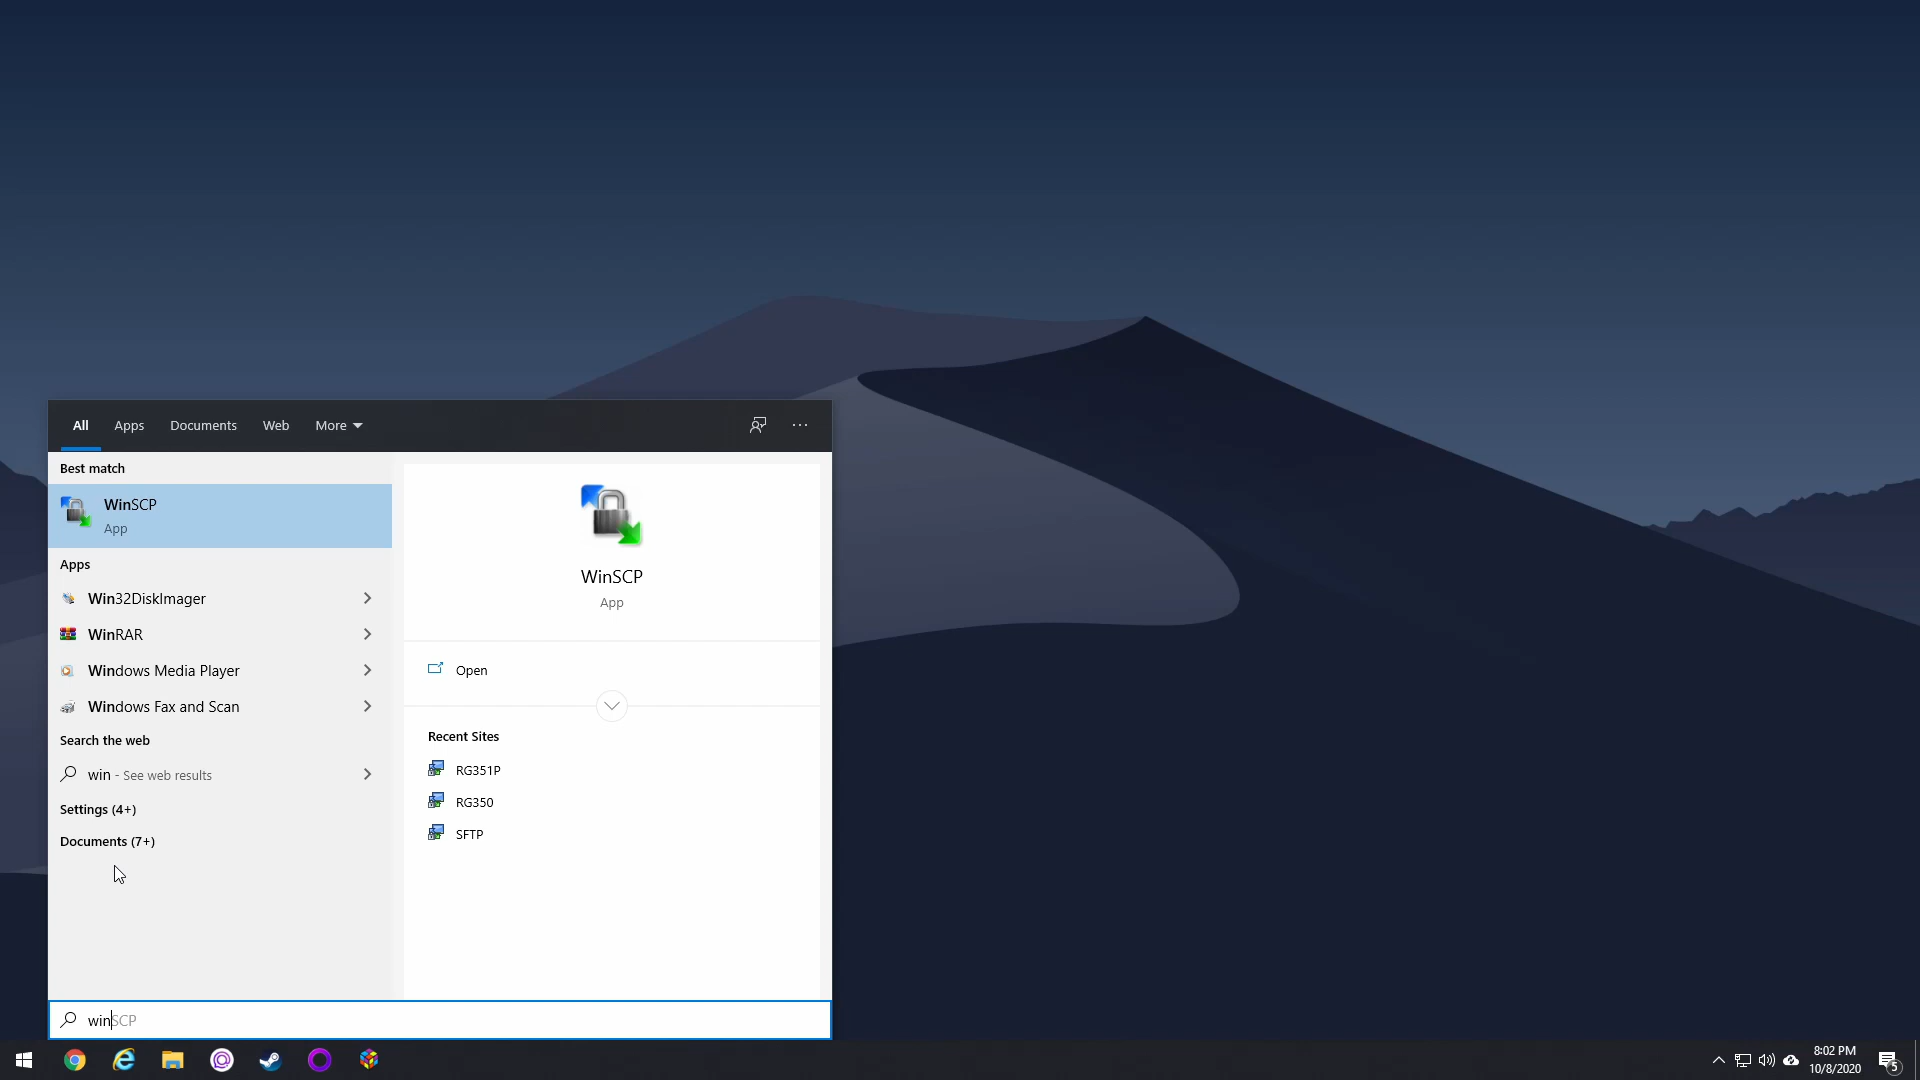 All Apps Documents Web More
Best match
WinSCP
App
Apps
Win32DiskImager
WinRAR
Windows Media Player
Windows Fax and Scan
Search the web
win - See web results
Settings (4+)
Documents (7+)
WinSCP
App
Open
Recent Sites
RG351P
RG350
SFTP
winSCP
8:02 PM
10/8/2020
5